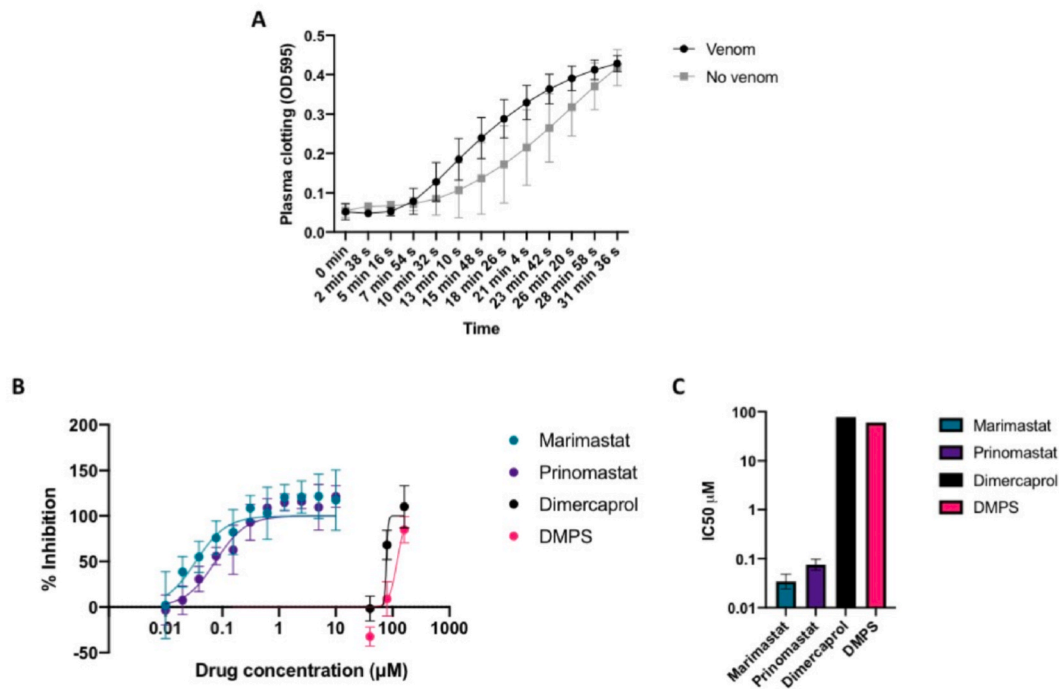 A
0.5
0.4
0.3
0.2
0.1
0.0
Plasma clotting (OD595)
Venom
No venom
0 min
2 min 38 s
5 min 16 s
7 min 54 s
10 min 32 s
13 min 10 s
15 min 48 s
18 min 26 s
21 min 4 s
23 min 42 s
26 min 20 s
28 min 58 s
31 min 36 s
Time
B
200
150
100
50
0
-50
% Inhibition
0.01 0.1 1 10 100 1000
Drug concentration (µM)
Marimastat
Prinomastat
Dimercaprol
DMPS
C
100
10
1
0.1
0.01
IC50 µM
Marimastat
Prinomastat
Dimercaprol
DMPS
Marimastat
Prinomastat
Dimercaprol
DMPS